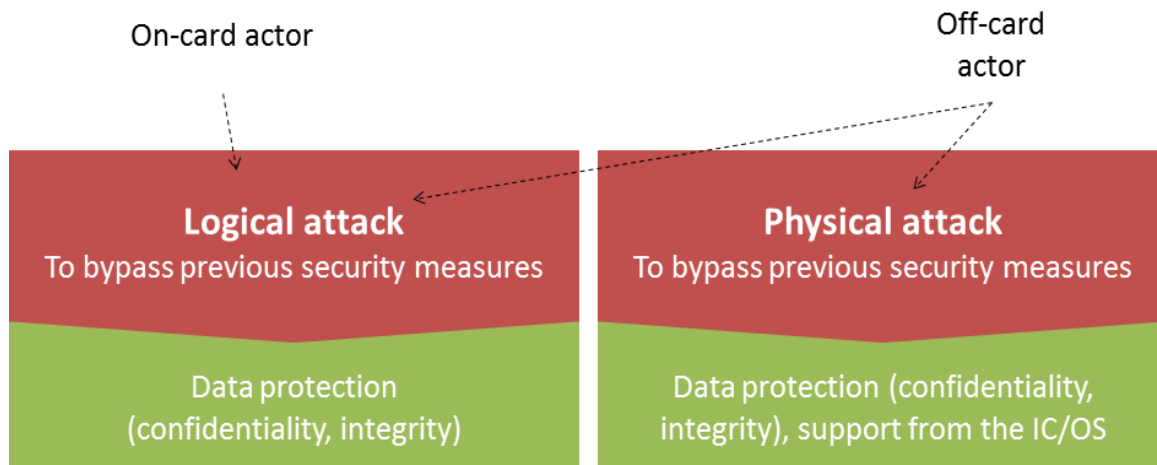 On-card actor
Off-card
actor
Logical attack
To bypass previous security measures
Physical attack
To bypass previous security measures
Data protection
(confidentiality, integrity)
Data protection (confidentiality,
integrity), support from the IC/OS